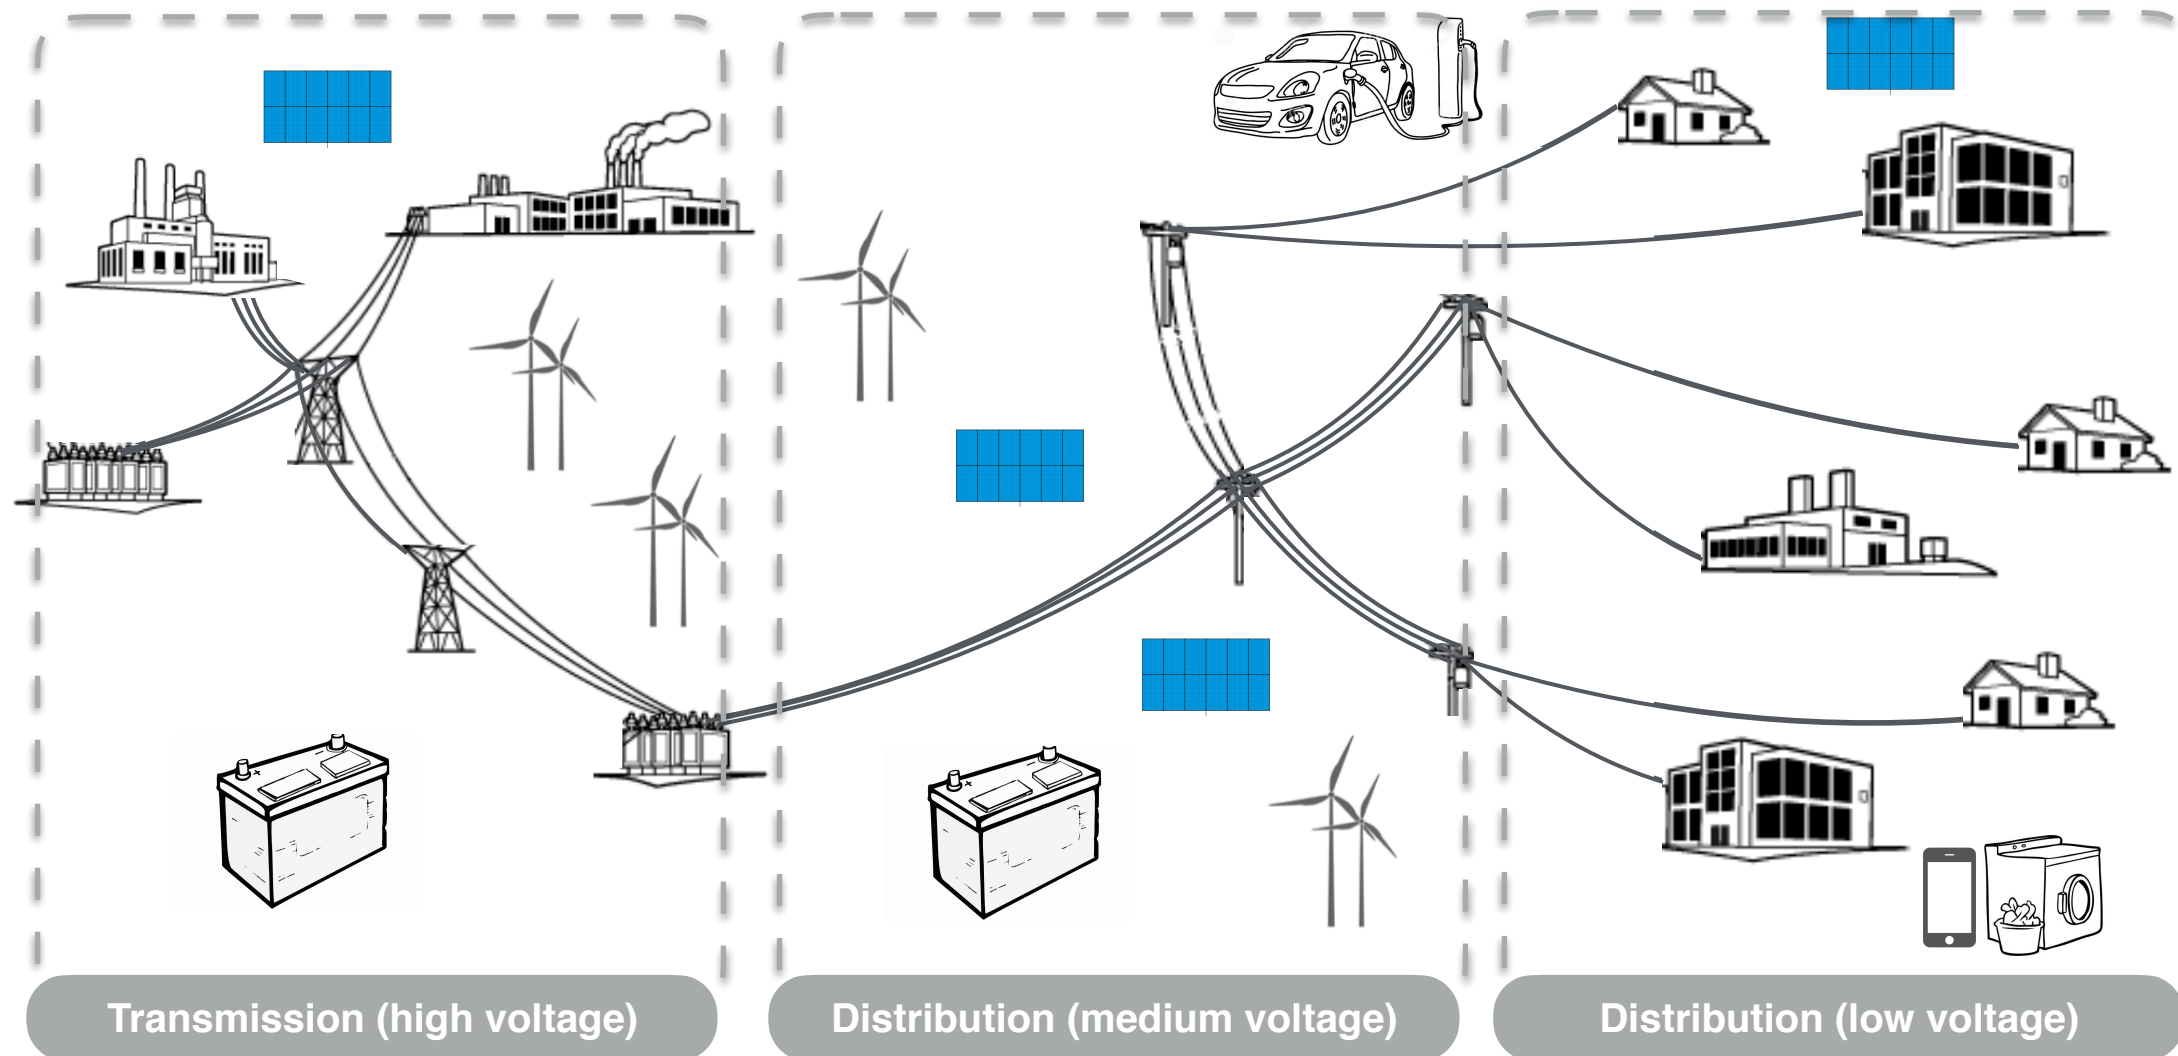 Transmission (high voltage)
Distribution (medium voltage)
Distribution (low voltage)